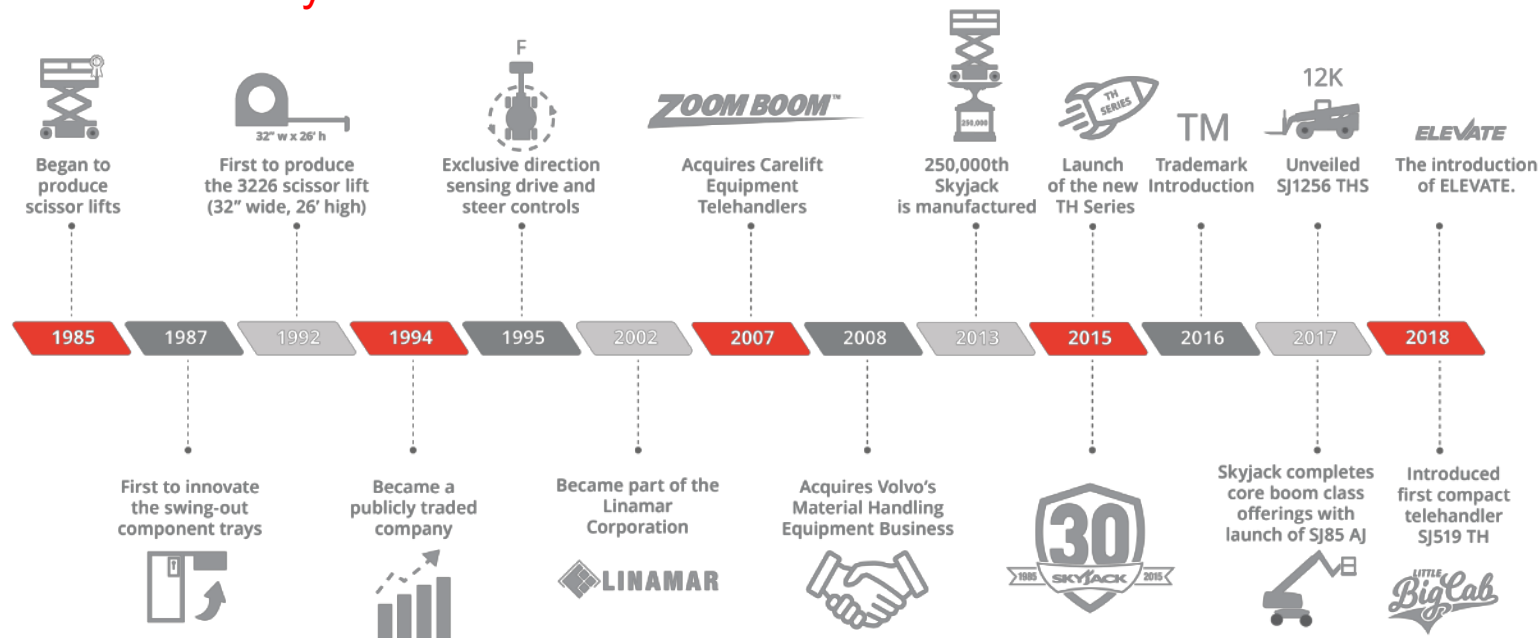 F
ZOOM BOOM™
12K
32" w x 26' h
250,000
TH
SERIES
TM
ELEVATE
Began to
produce
scissor lifts
First to produce
the 3226 scissor lift
(32" wide, 26' high)
Exclusive direction
sensing drive and
steer controls
Acquires Carelift
Equipment
Telehandlers
250,000th
Skyjack
is manufactured
Launch
of the new
TH Series
Trademark
Introduction
Unveiled
SJ1256 THS
The introduction
of ELEVATE.
1985
1987
1992
1994
1995
2002
2007
2008
2013
2015
2016
2017
2018
First to innovate
the swing-out
component trays
Became a
publicly traded
company
Became part of the
Linamar
Corporation
LINAMAR
Acquires Volvo's
Material Handling
Equipment Business
30
1985 SKYJACK 2015
Skyjack completes
core boom class
offerings with
launch of SJ85 AJ
Introduced
first compact
telehandler
SJ519 TH
LITTLE
Big Cab